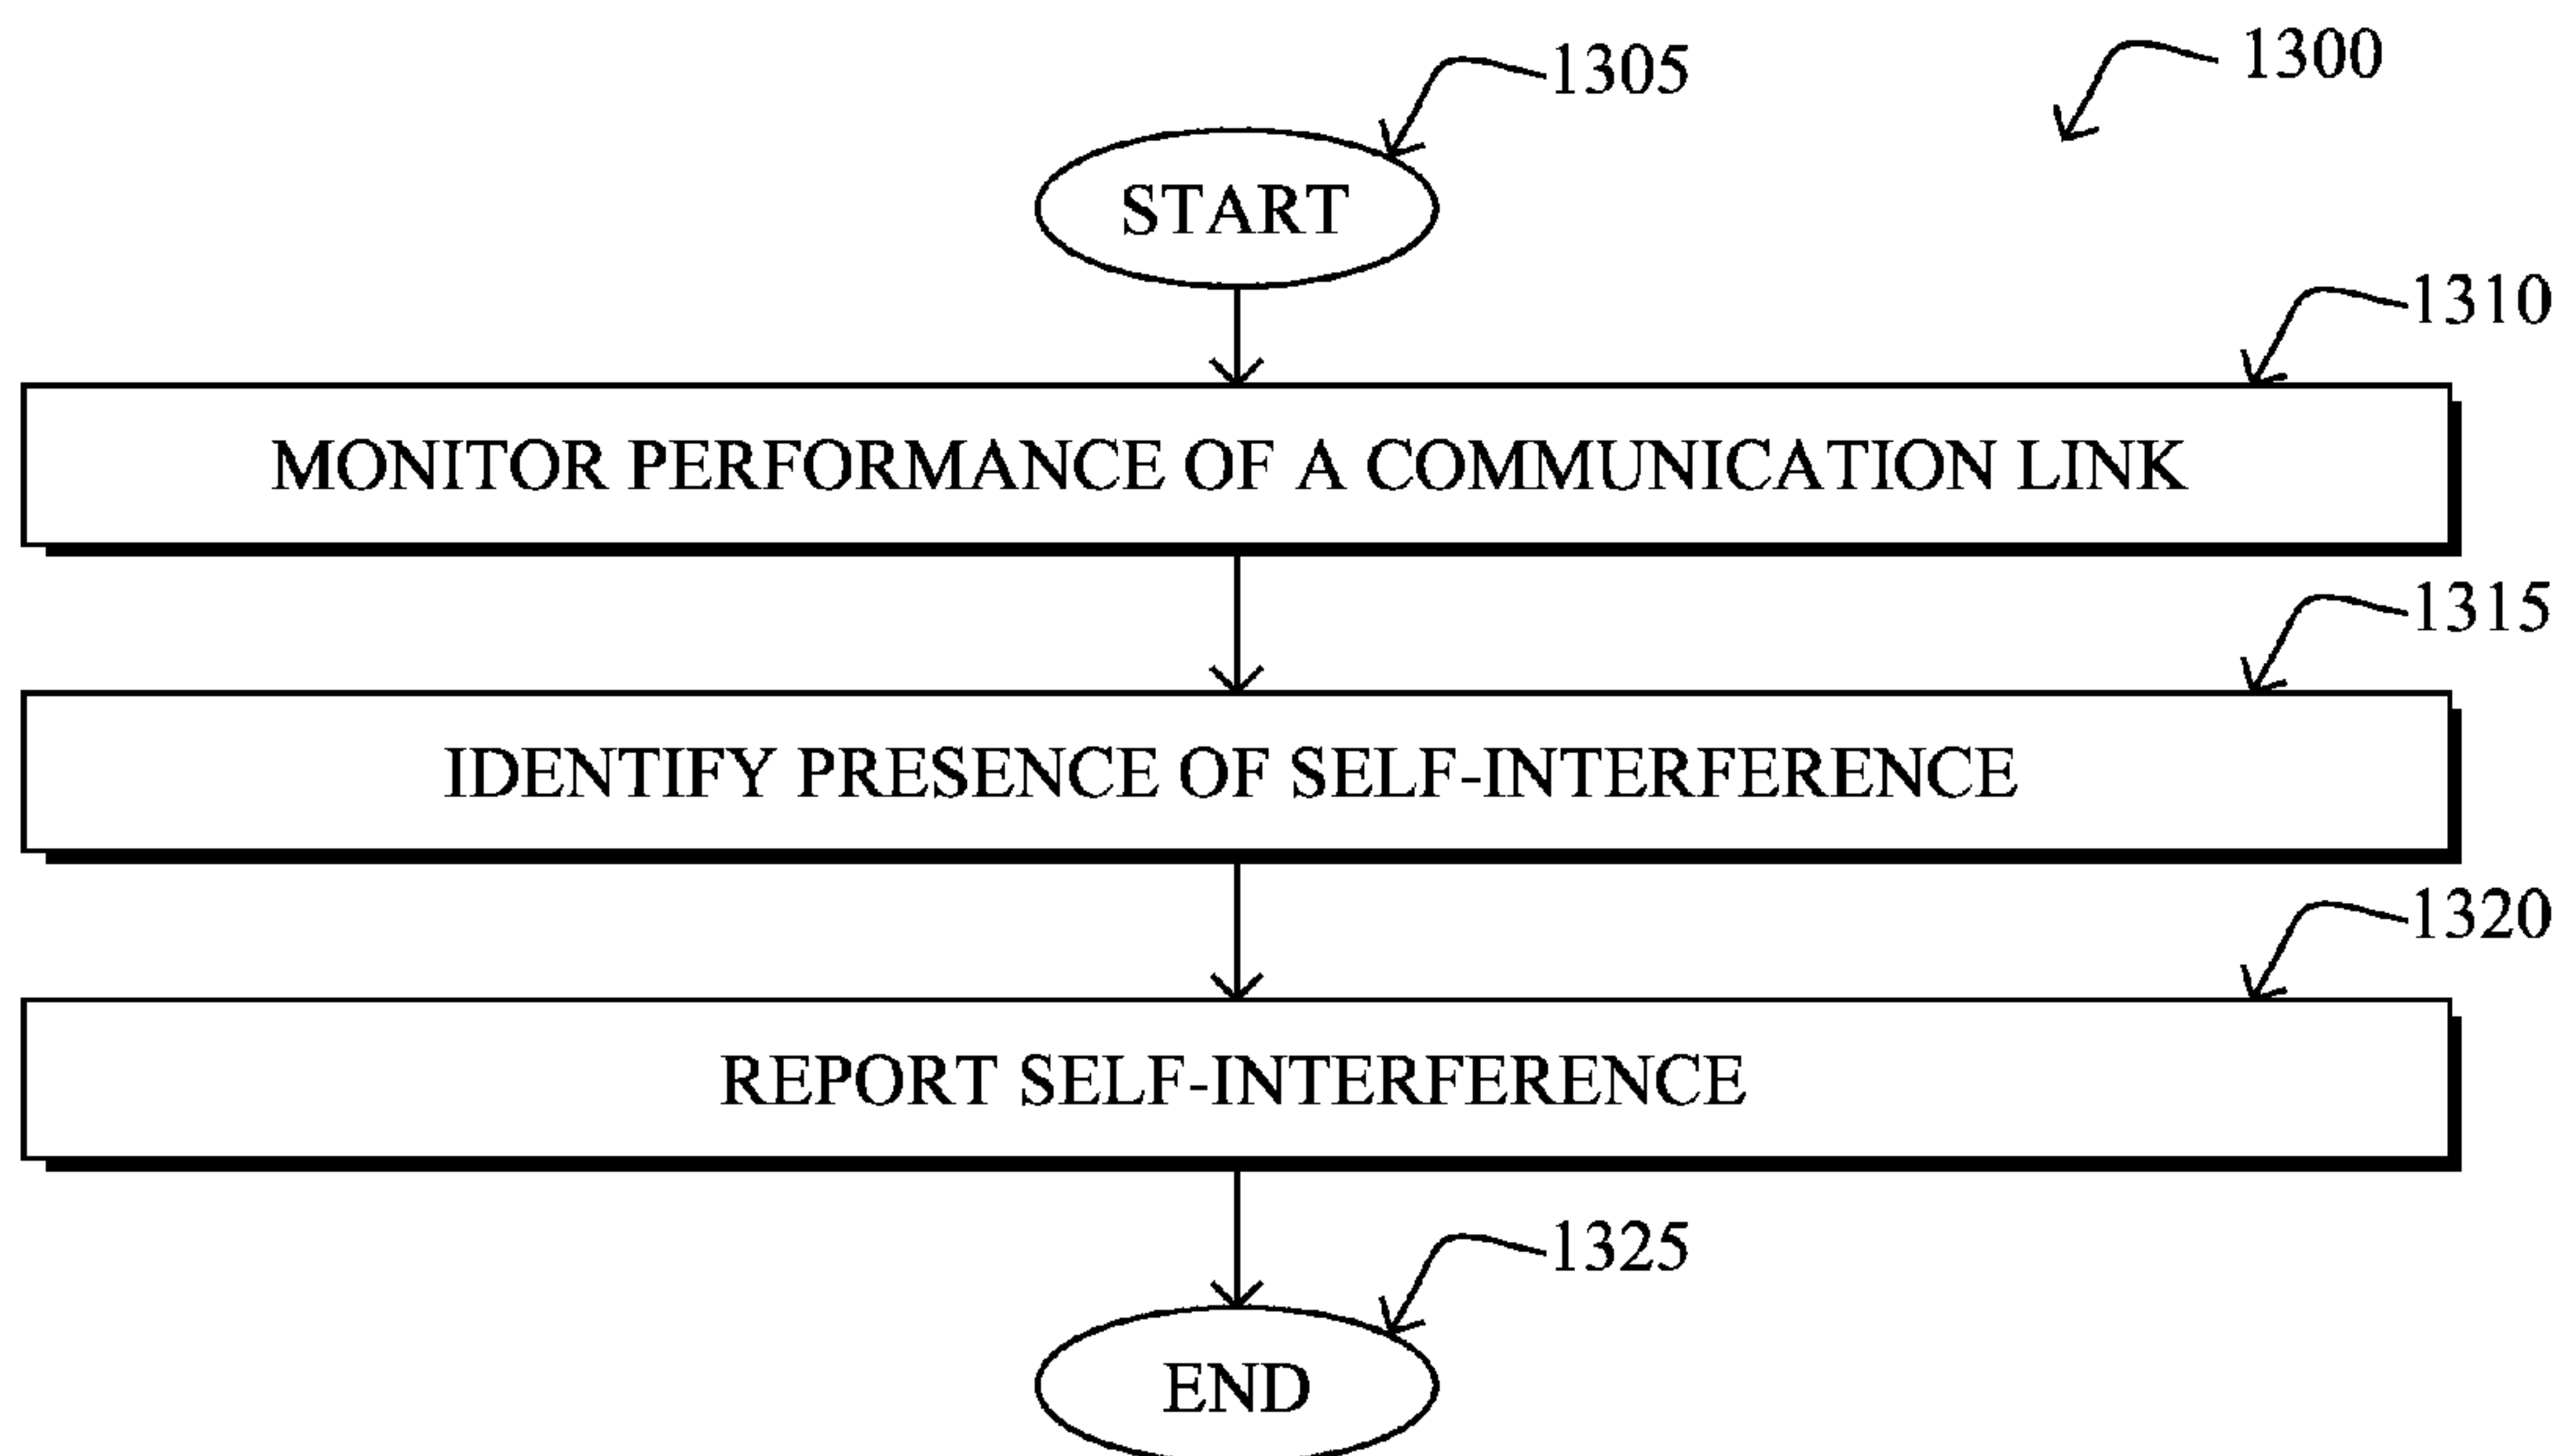 1300
1305
START
1310
MONITOR PERFORMANCE OF A COMMUNICATION LINK
1315
IDENTIFY PRESENCE OF SELF-INTERFERENCE
1320
REPORT SELF-INTERFERENCE
1325
END